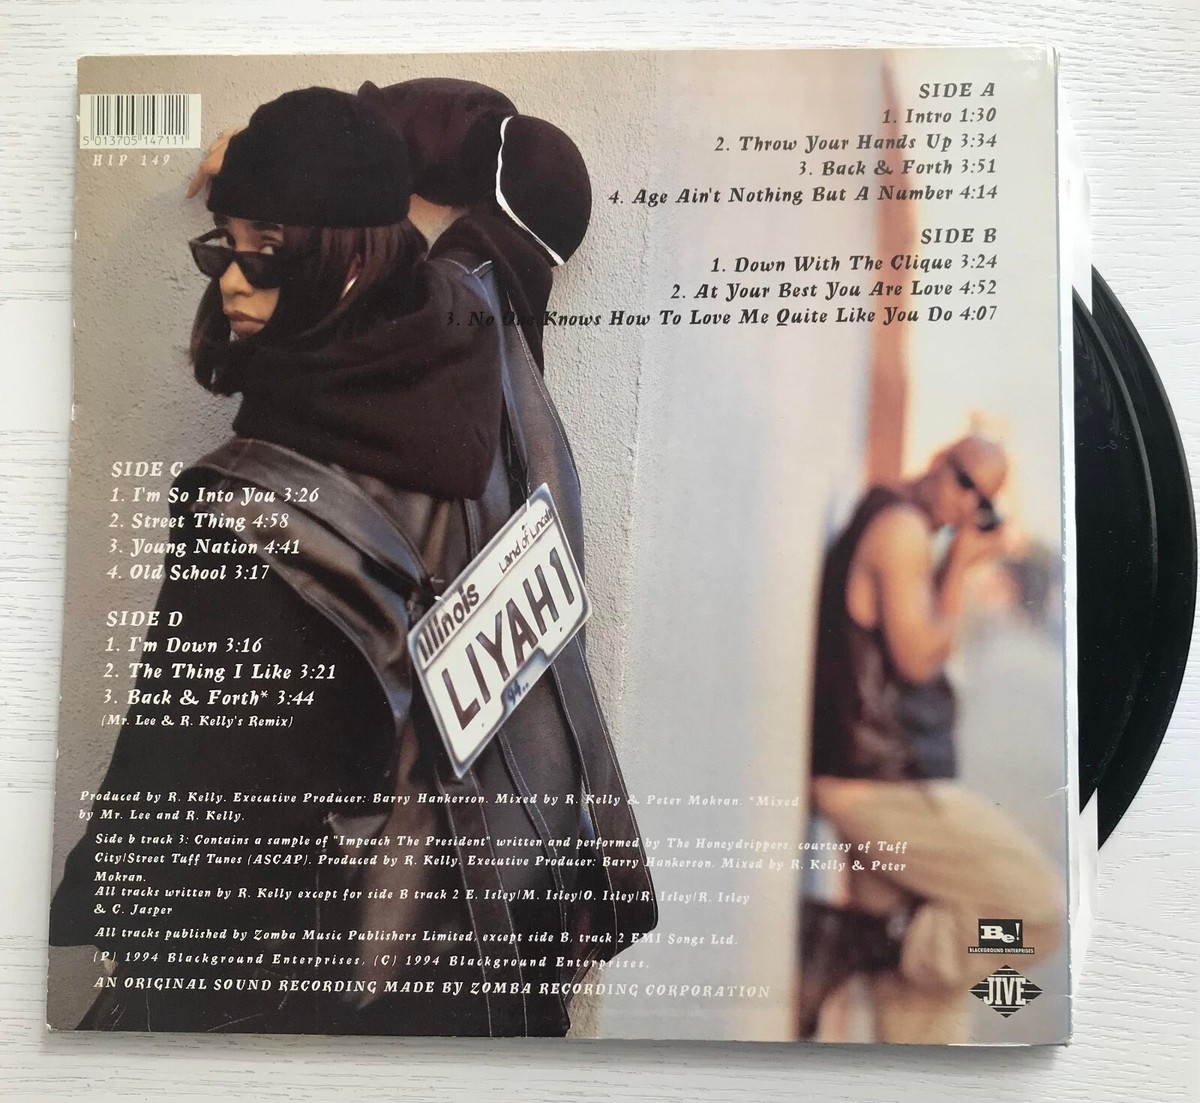 5 013705 147111
HIP 149
SIDE A
1. Intro 1:30
2. Throw Your Hands Up 3:34
3. Back & Forth 3:51
4. Age Ain't Nothing But A Number 4:14
SIDE B
1. Down With The Clique 3:24
2. At Your Best You Are Love 4:52
3. No One Knows How To Love Me Quite Like You Do 4:07
SIDE C
1. I'm So Into You 3:26
2. Street Thing 4:58
3. Young Nation 4:41
4. Old School 3:17
SIDE D
1. I'm Down 3:16
2. The Thing I Like 3:21
3. Back & Forth* 3:44
(Mr. Lee & R. Kelly's Remix)
Illinois
Land of Lincoln
LIYAH 1
94
Produced by R. Kelly. Executive Producer: Barry Hankerson. Mixed by R. Kelly & Peter Mokran. *Mixed
by Mr. Lee and R. Kelly.
Side b track 3: Contains a sample of "Impeach The President" written and performed by The Honeydrippers, courtesy of Tuff
City/Street Tuff Tunes (ASCAP). Produced by R. Kelly. Executive Producer: Barry Hankerson. Mixed by R. Kelly & Peter
Mokran.
All tracks written by R. Kelly except for side B track 2 E. Isley/M. Isley/O. Isley/R. Isley/R. Isley
& C. Jasper
All tracks published by Zomba Music Publishers Limited, except side B, track 2 EMI Songs Ltd.
(P) 1994 Blackground Enterprises, (C) 1994 Blackground Enterprises.
AN ORIGINAL SOUND RECORDING MADE BY ZOMBA RECORDING CORPORATION
Be!
BLACKGROUND ENTERPRISES
JIVE